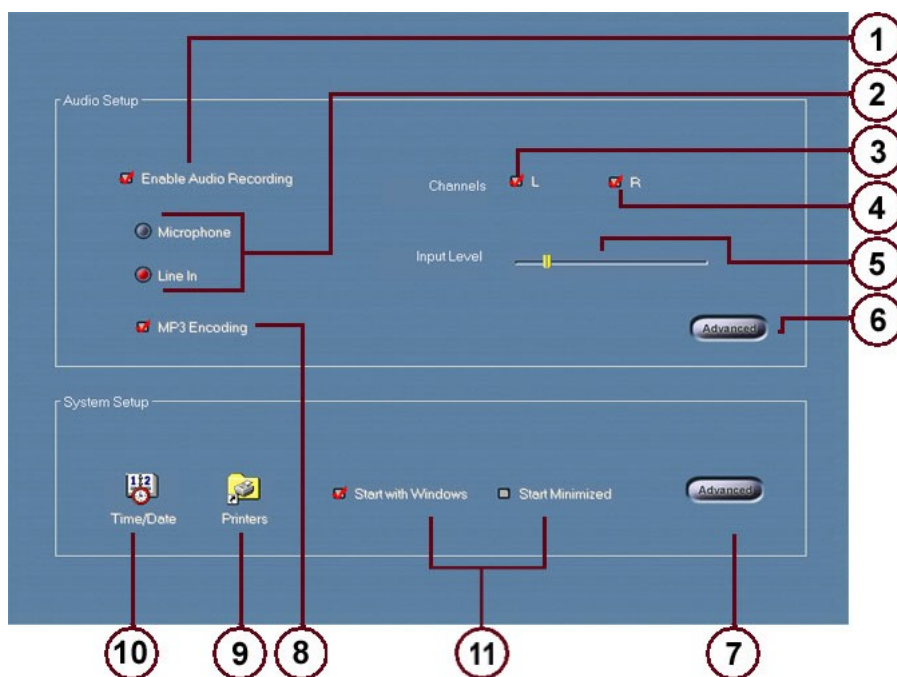 1
Audio Setup
2
Enable Audio Recording
Channels L R
3
4
Microphone
Input Level
5
Line In
MP3 Encoding
Advanced
6
System Setup
Start with Windows
Start Minimized
Advanced
Time/Date
Printers
10
9
8
11
7